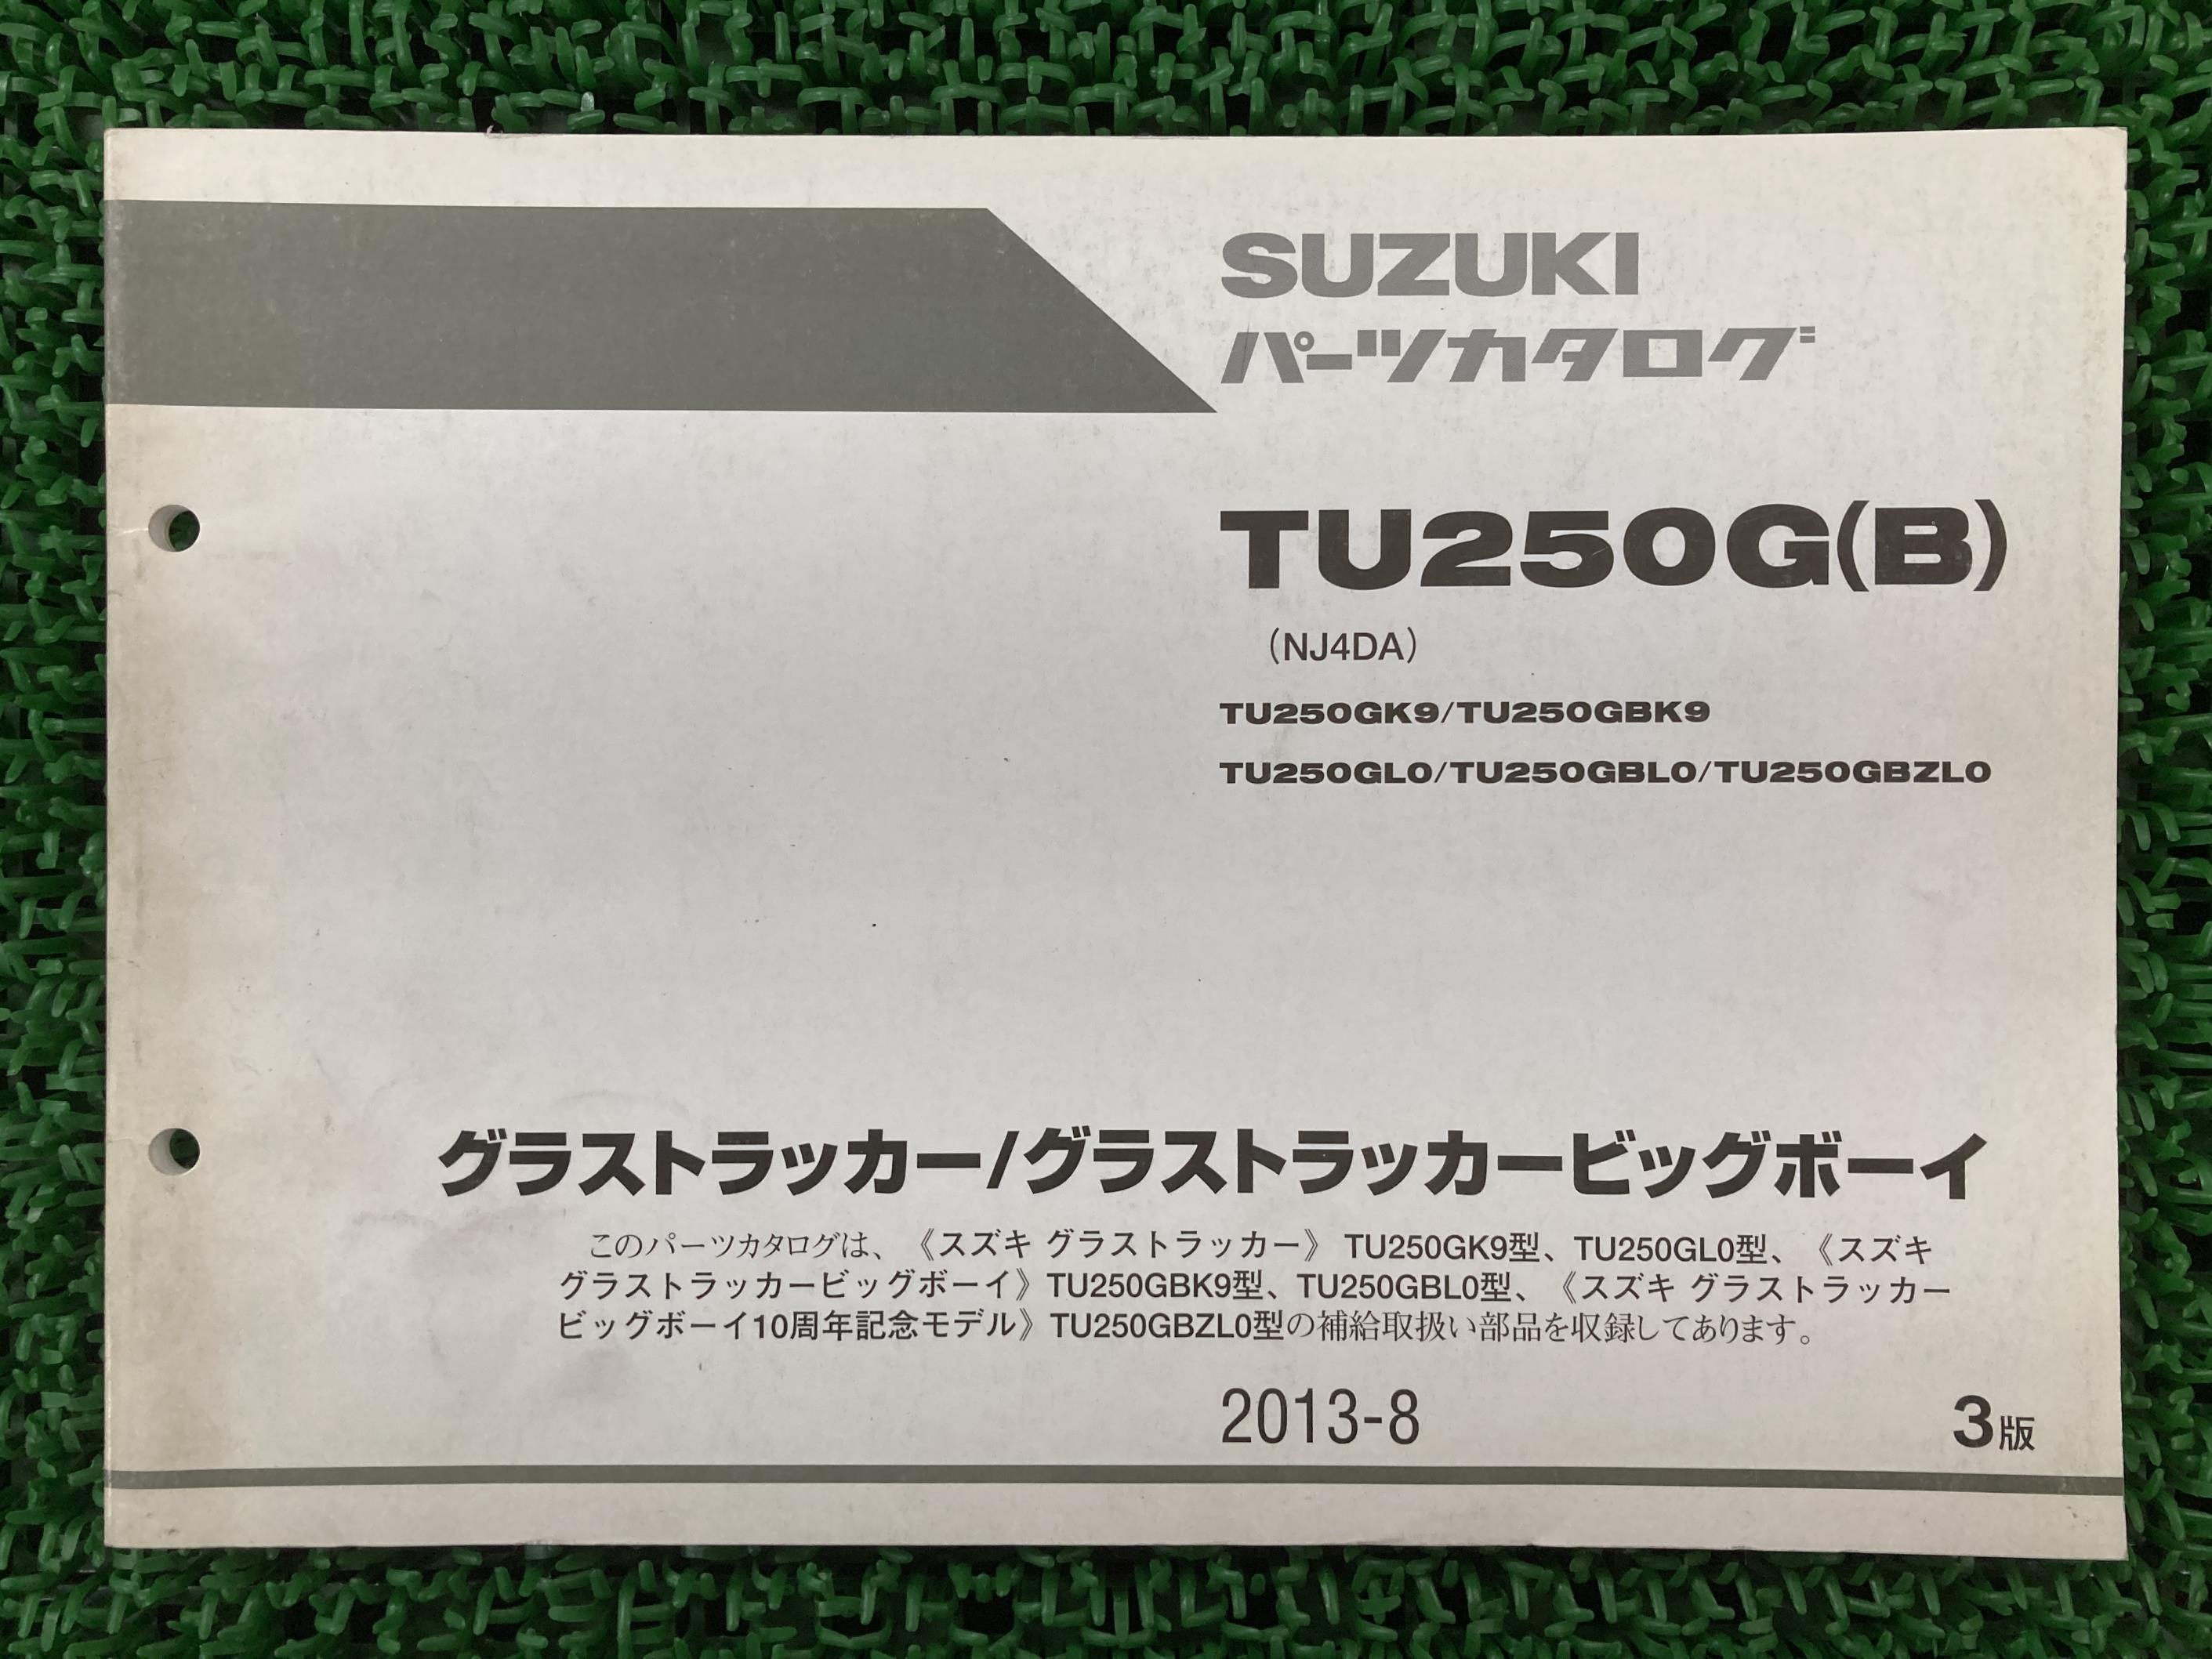 SUZUKI
パーツカタログ
TU250G(B)
(NJ4DA)
TU250GK9/TU250GBK9
TU250GL0/TU250GBL0/TU250GBZL0
グラストラッカー/グラストラッカービッグボーイ
このパーツカタログは、《スズキ グラストラッカー》TU250GK9型、TU250GL0型、《スズキ
グラストラッカービッグボーイ》TU250GBK9型、TU250GBL0型、《スズキ グラストラッカー
ビッグボーイ10周年記念モデル》TU250GBZL0型の補給取扱い部品を収録してあります。
2013-8 3版